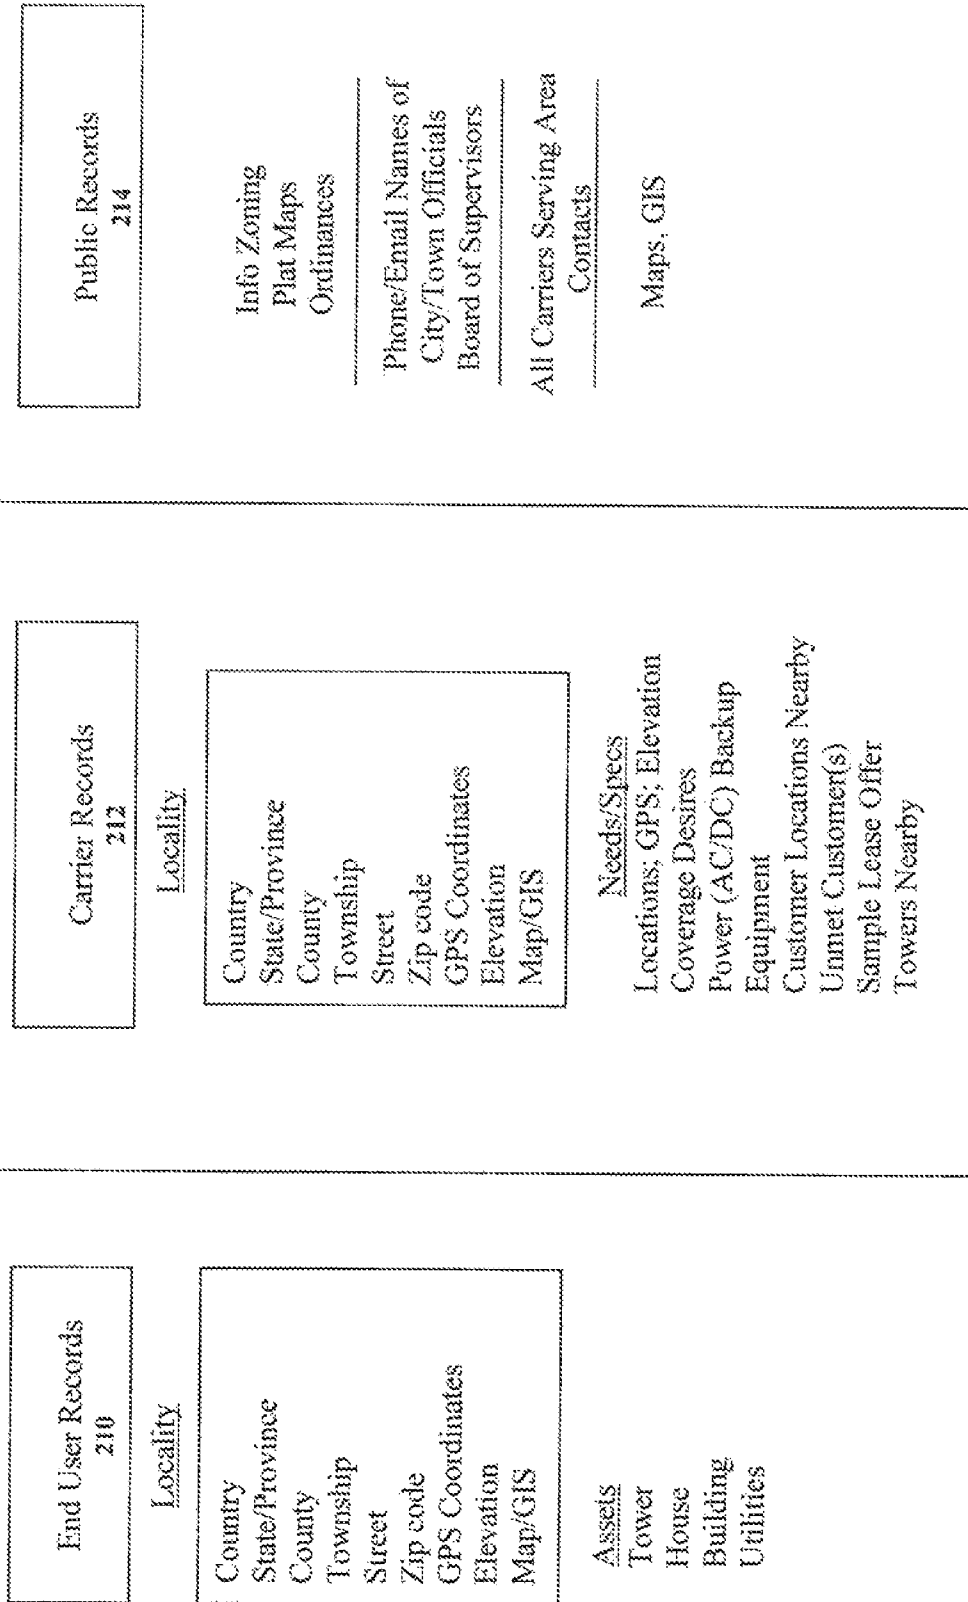 End User Records
210
Locality
Country
State/Province
County
Township
Street
Zip code
GPS Coordinates
Elevation
Map/GIS
Assets
Tower
House
Building
Utilities
Carrier Records
212
Locality
Country
State/Province
County
Township
Street
Zip code
GPS Coordinates
Elevation
Map/GIS
Needs/Specs
Locations; GPS; Elevation
Coverage Desires
Power (AC/DC) Backup
Equipment
Customer Locations Nearby
Unmet Customer(s)
Sample Lease Offer
Towers Nearby
Public Records
214
Info Zoning
Plat Maps
Ordinances
Phone/Email Names of
City/Town Officials
Board of Supervisors
All Carriers Serving Area
Contacts
Maps, GIS